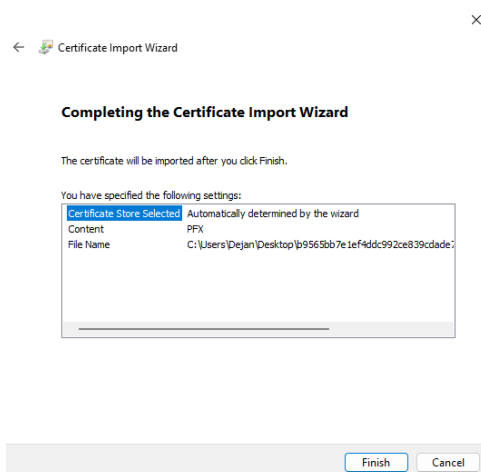 Certificate Import Wizard
Completing the Certificate Import Wizard
The certificate will be imported after you click Finish.
You have specified the following settings:
Certificate Store Selected Automatically determined by the wizard
Content PFX
File Name C:\Users\Dejan\Desktop\b9565bb7e1ef4ddc992ce839cdade7
Finish Cancel